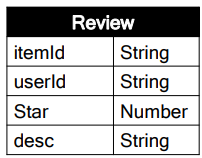 Review
itemId String
userId String
Star Number
desc String